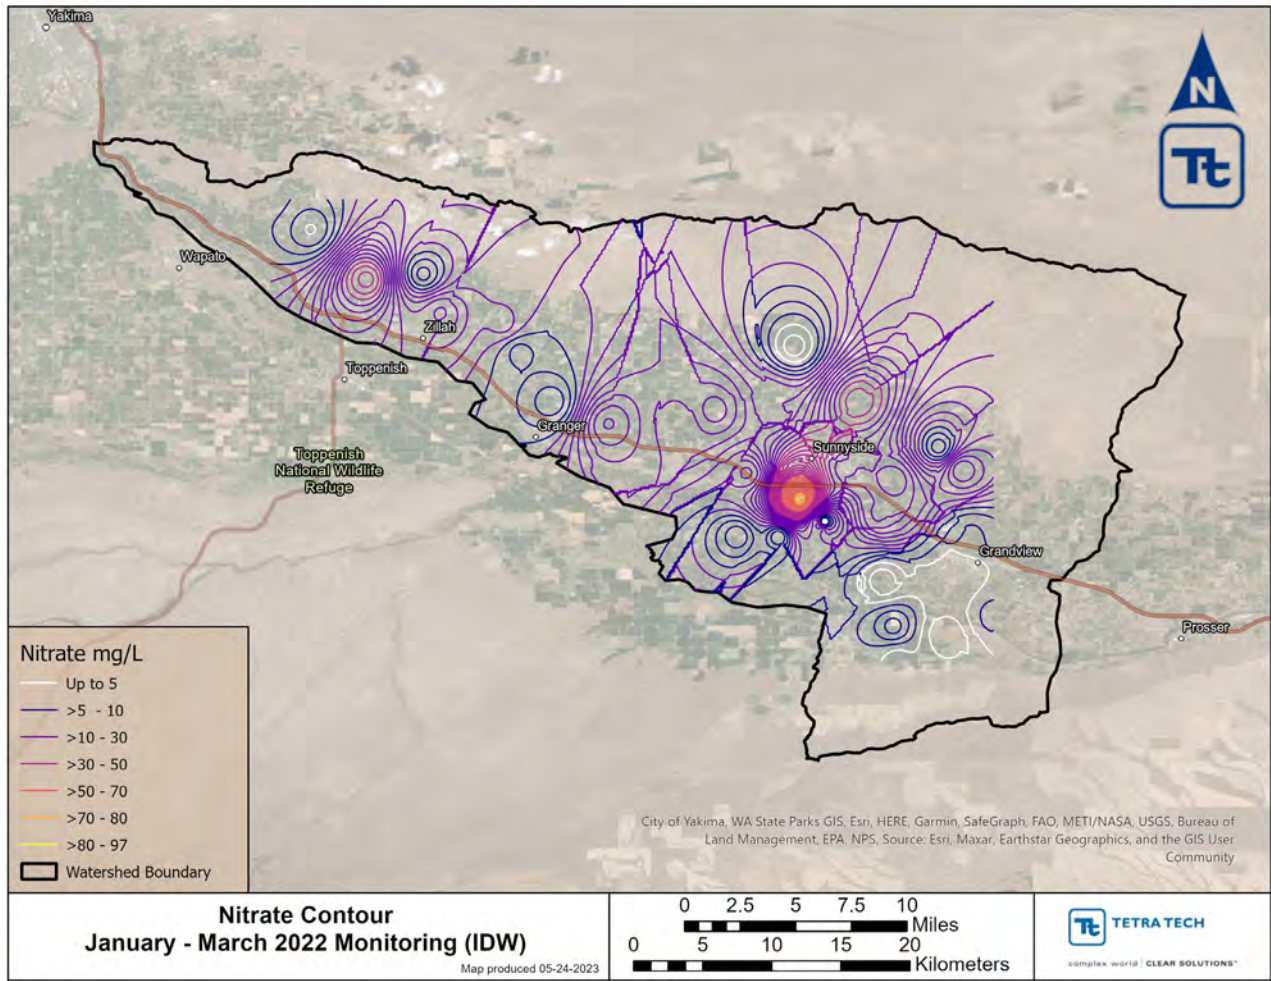 Yakima
N
Tt
Wapato
Zillah
Toppenish
Granger
Sunnyside
Toppenish
National Wildlife
Refuge
Grandview
Prosser
Nitrate mg/L
Up to 5
>5 - 10
>10 - 30
>30 - 50
>50 - 70
>70 - 80
>80 - 97
Watershed Boundary
City of Yakima, WA State Parks GIS, Esri, HERE, Garmin, SafeGraph, FAO, METI/NASA, USGS, Bureau of
Land Management, EPA, NPS, Source: Esri, Maxar, Earthstar Geographics, and the GIS User
Community
Nitrate Contour
January - March 2022 Monitoring (IDW)
Map produced 05-24-2023
0 2.5 5 7.5 10
Miles
0 5 10 15 20
Kilometers
Tt TETRA TECH
complex world | CLEAR SOLUTIONS™